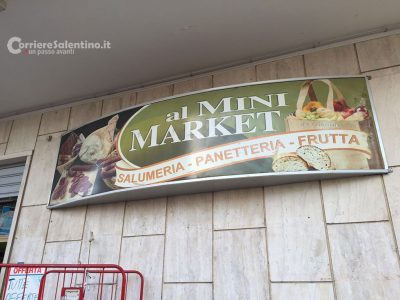 CorriereSalentino.it
un passo avanti
al MINI
MARKET
SALUMERIA - PANETTERIA - FRUTTA
OFFERTA